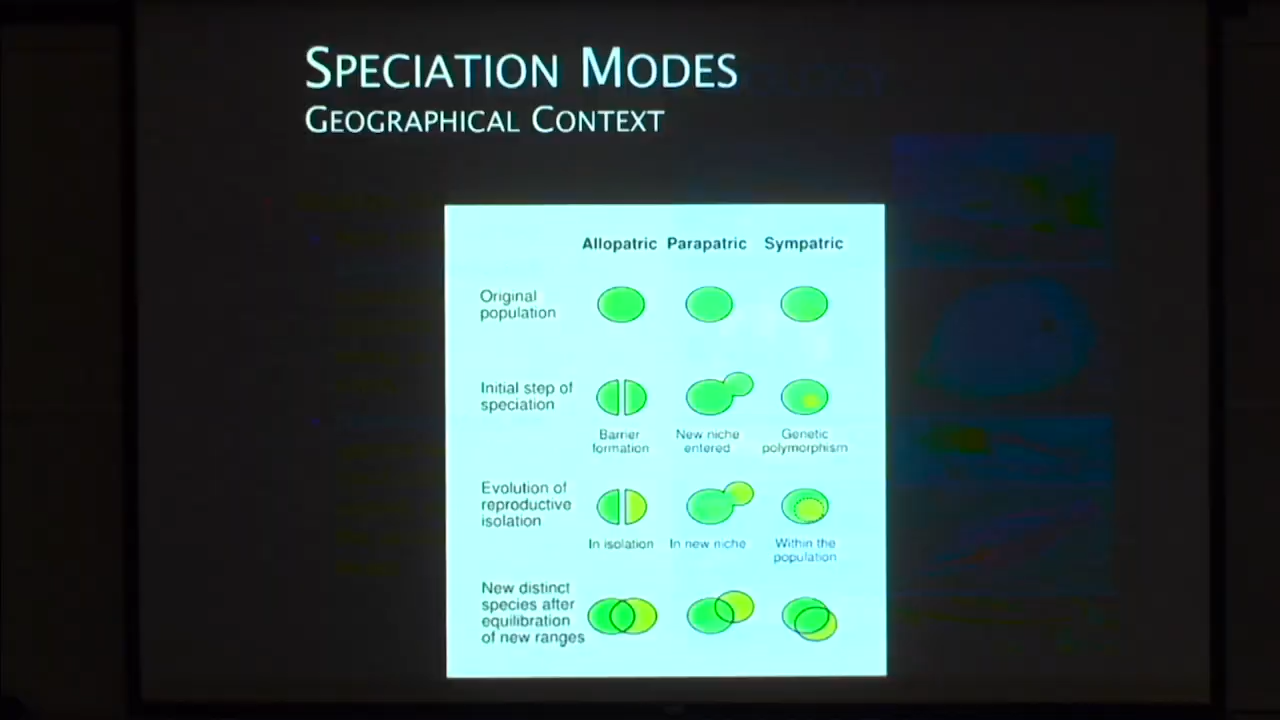 SPECIATION MODES
GEOGRAPHICAL CONTEXT
Allopatric Parapatric Sympatric
Original
population
Initial step of
speciation
Barrier
formation
New niche
entered
Genetic
polymorphism
Evolution of
reproductive
isolation
In isolation
In new niche
Within the
population
New distinct
species after
equilibration
of new ranges